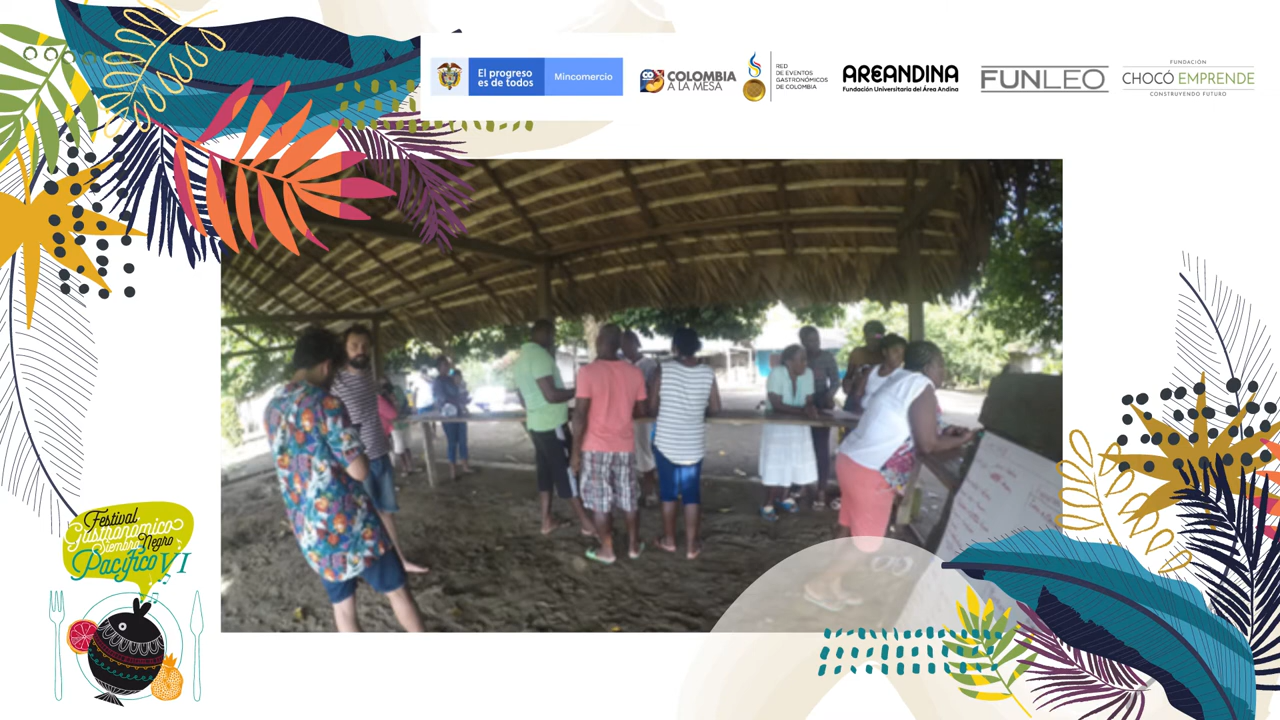 El progreso
es de todos
Mincomercio
CO
COLOMBIA
A LA MESA
RED
DE EVENTOS
GASTRONÓMICOS
DE COLOMBIA
AREANDINA
Fundación Universitaria del Área Andina
FUNLEO
FUNDACIÓN
CHOCÓ EMPRENDE
CONSTRUYENDO FUTURO
Festival
Gastronómico
Siembra Negro
Pacífico VI